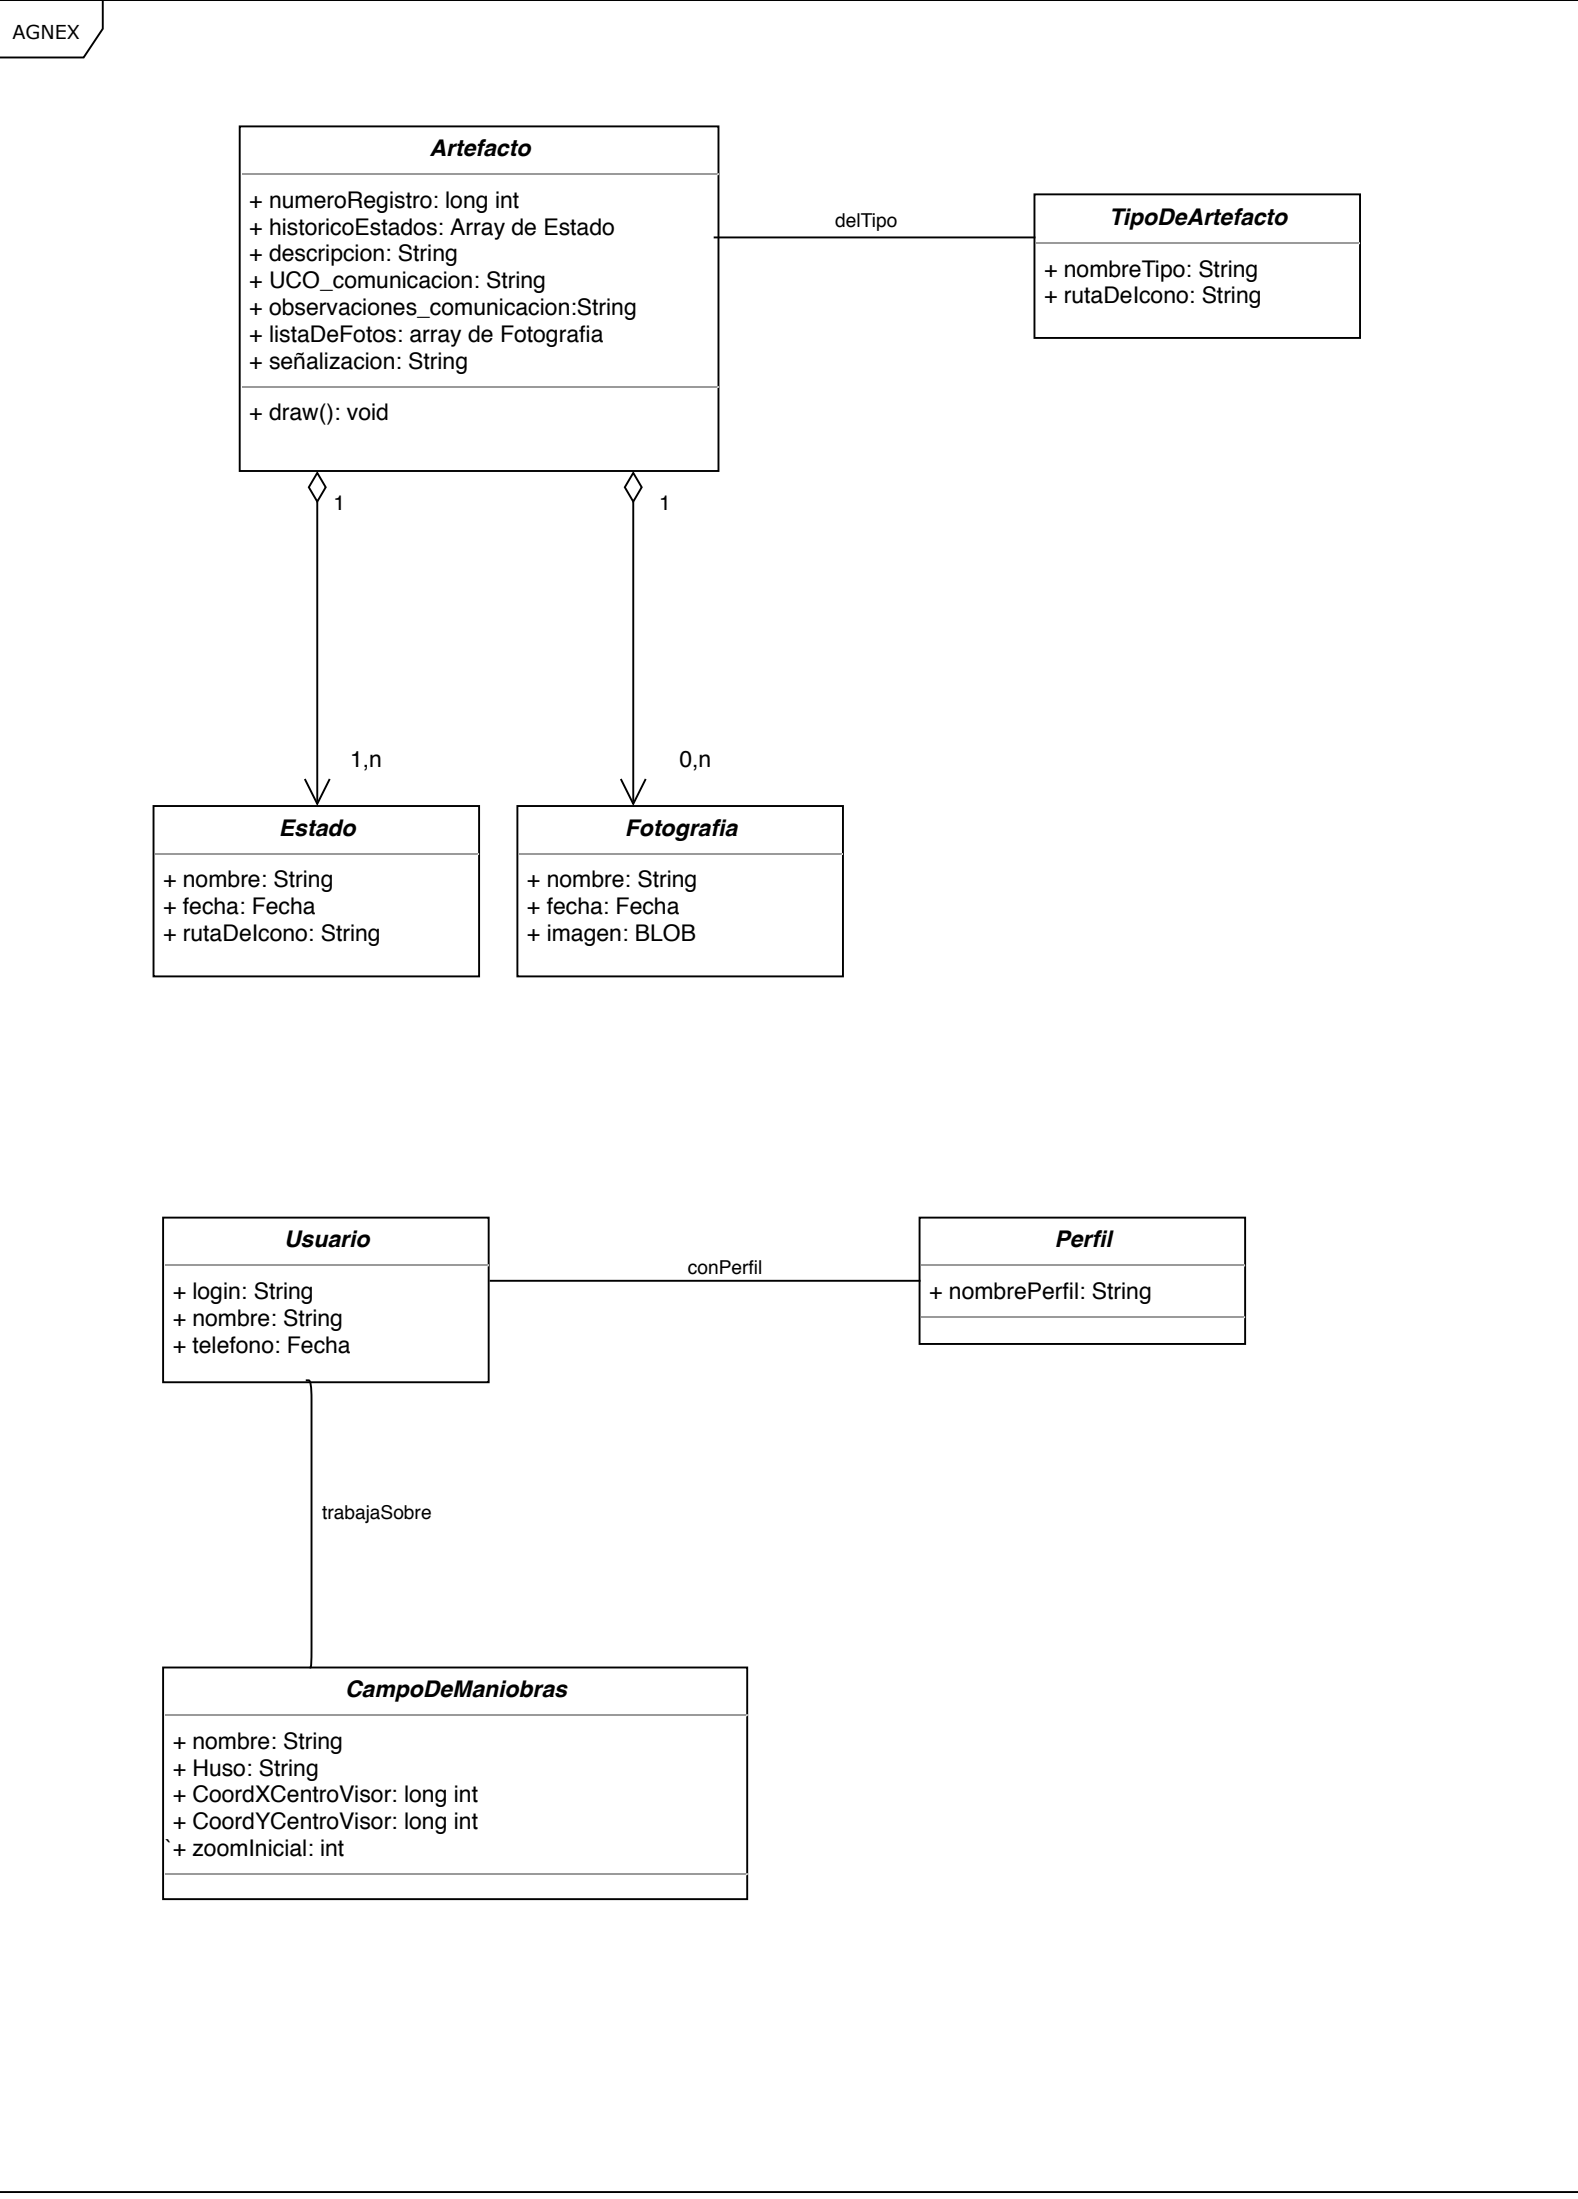 AGNEX
Artefacto
+ numeroRegistro: long int
+ historicoEstados: Array de Estado
+ descripcion: String
+ UCO_comunicacion: String
+ observaciones_comunicacion:String
+ listaDeFotos: array de Fotografia
+ señalizacion: String
+ draw(): void
delTipo
TipoDeArtefacto
+ nombreTipo: String
+ rutaDeIcono: String
1
1
1,n
0,n
Estado
+ nombre: String
+ fecha: Fecha
+ rutaDeIcono: String
Fotografia
+ nombre: String
+ fecha: Fecha
+ imagen: BLOB
Usuario
+ login: String
+ nombre: String
+ telefono: Fecha
conPerfil
Perfil
+ nombrePerfil: String
trabajaSobre
CampoDeManiobras
+ nombre: String
+ Huso: String
+ CoordXCentroVisor: long int
+ CoordYCentroVisor: long int
`+ zoomInicial: int